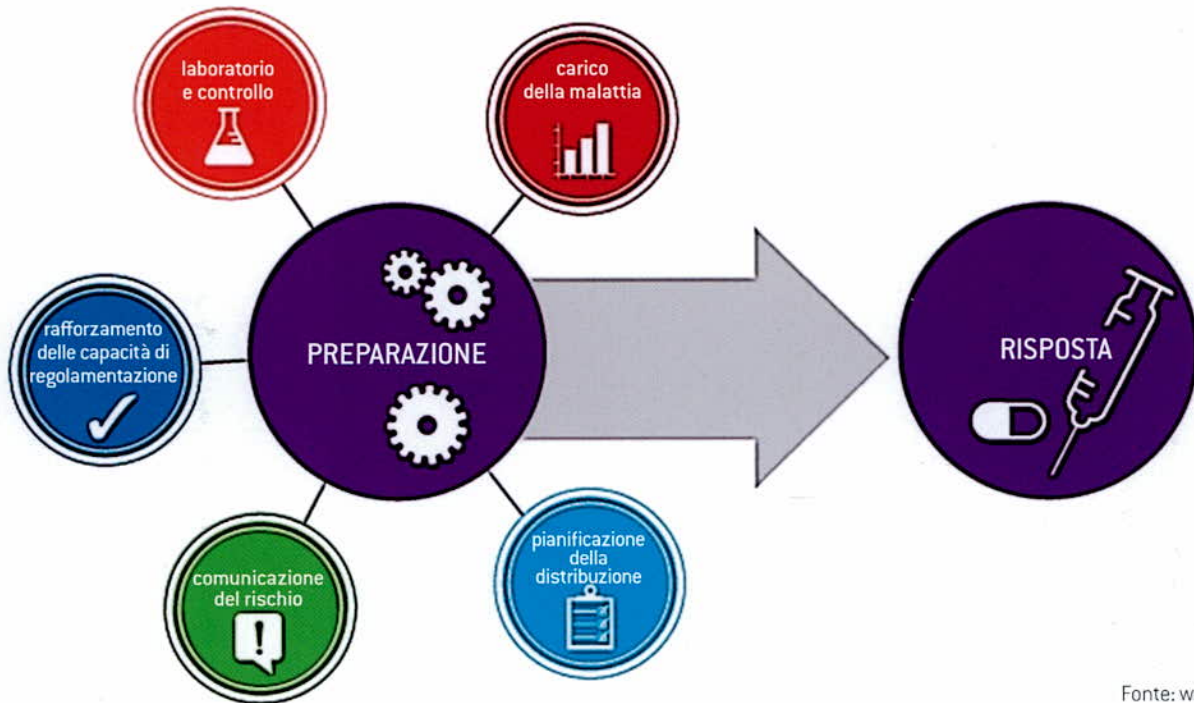 laboratorio
e controllo
carico
della malattia
rafforzamento
delle capacità di
regolamentazione
PREPARAZIONE
RISPOSTA
comunicazione
del rischio
!
pianificazione
della
distribuzione
Fonte: